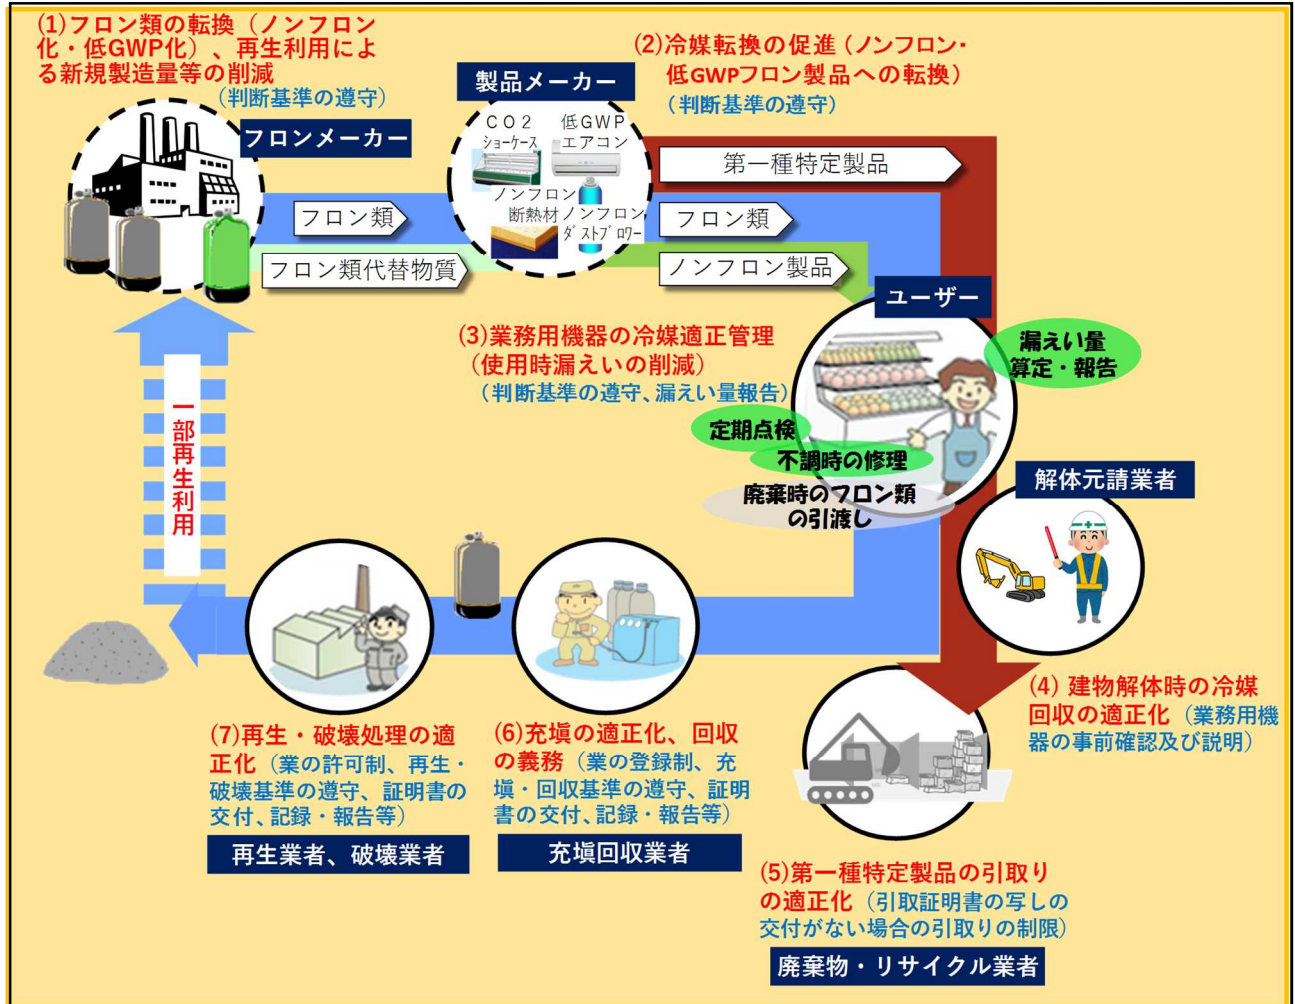 (1)フロン類の転換（ノンフロン
化・低GWP化）、再生利用によ
る新規製造量等の削減
（判断基準の遵守）
フロンメーカー
製品メーカー
(2)冷媒転換の促進（ノンフロン・
低GWPフロン製品への転換）
（判断基準の遵守）
CO2
ショーケース
低GWP
エアコン
ノンフロン
断熱材
ノンフロン
ダストブロワー
第一種特定製品
フロン類
フロン類
フロン類代替物質
ノンフロン製品
ユーザー
(3)業務用機器の冷媒適正管理
（使用時漏えいの削減）
（判断基準の遵守、漏えい量報告）
漏えい量
算定・報告
定期点検
不調時の修理
廃棄時のフロン類
の引渡し
一部再生利用
解体元請業者
(4) 建物解体時の冷媒
回収の適正化（業務用機
器の事前確認及び説明）
(7)再生・破壊処理の適
正化（業の許可制、再生・
破壊基準の遵守、証明書の
交付、記録・報告等）
再生業者、破壊業者
(6)充塡の適正化、回収
の義務（業の登録制、充
塡・回収基準の遵守、証明
書の交付、記録・報告等）
充塡回収業者
(5)第一種特定製品の引取り
の適正化（引取証明書の写しの
交付がない場合の引取りの制限）
廃棄物・リサイクル業者